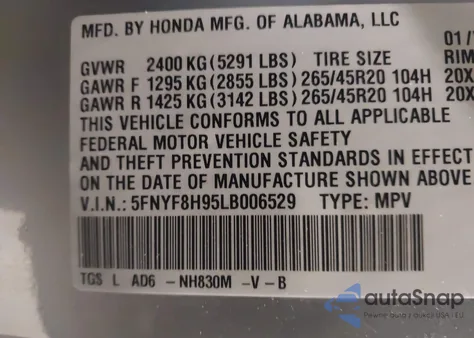 MFD. BY HONDA MFG. OF ALABAMA, LLC
01/
GVWR 2400 KG (5291 LBS) TIRE SIZE RIM
GAWR F 1295 KG (2855 LBS) 265/45R20 104H 20X
GAWR R 1425 KG (3142 LBS) 265/45R20 104H 20X
THIS VEHICLE CONFORMS TO ALL APPLICABLE
FEDERAL MOTOR VEHICLE SAFETY
AND THEFT PREVENTION STANDARDS IN EFFECT
ON THE DATE OF MANUFACTURE SHOWN ABOVE
V.I.N.: 5FNYF8H95LB006529 TYPE: MPV
TGS L AD6 -NH830M -V-B
autaSnap